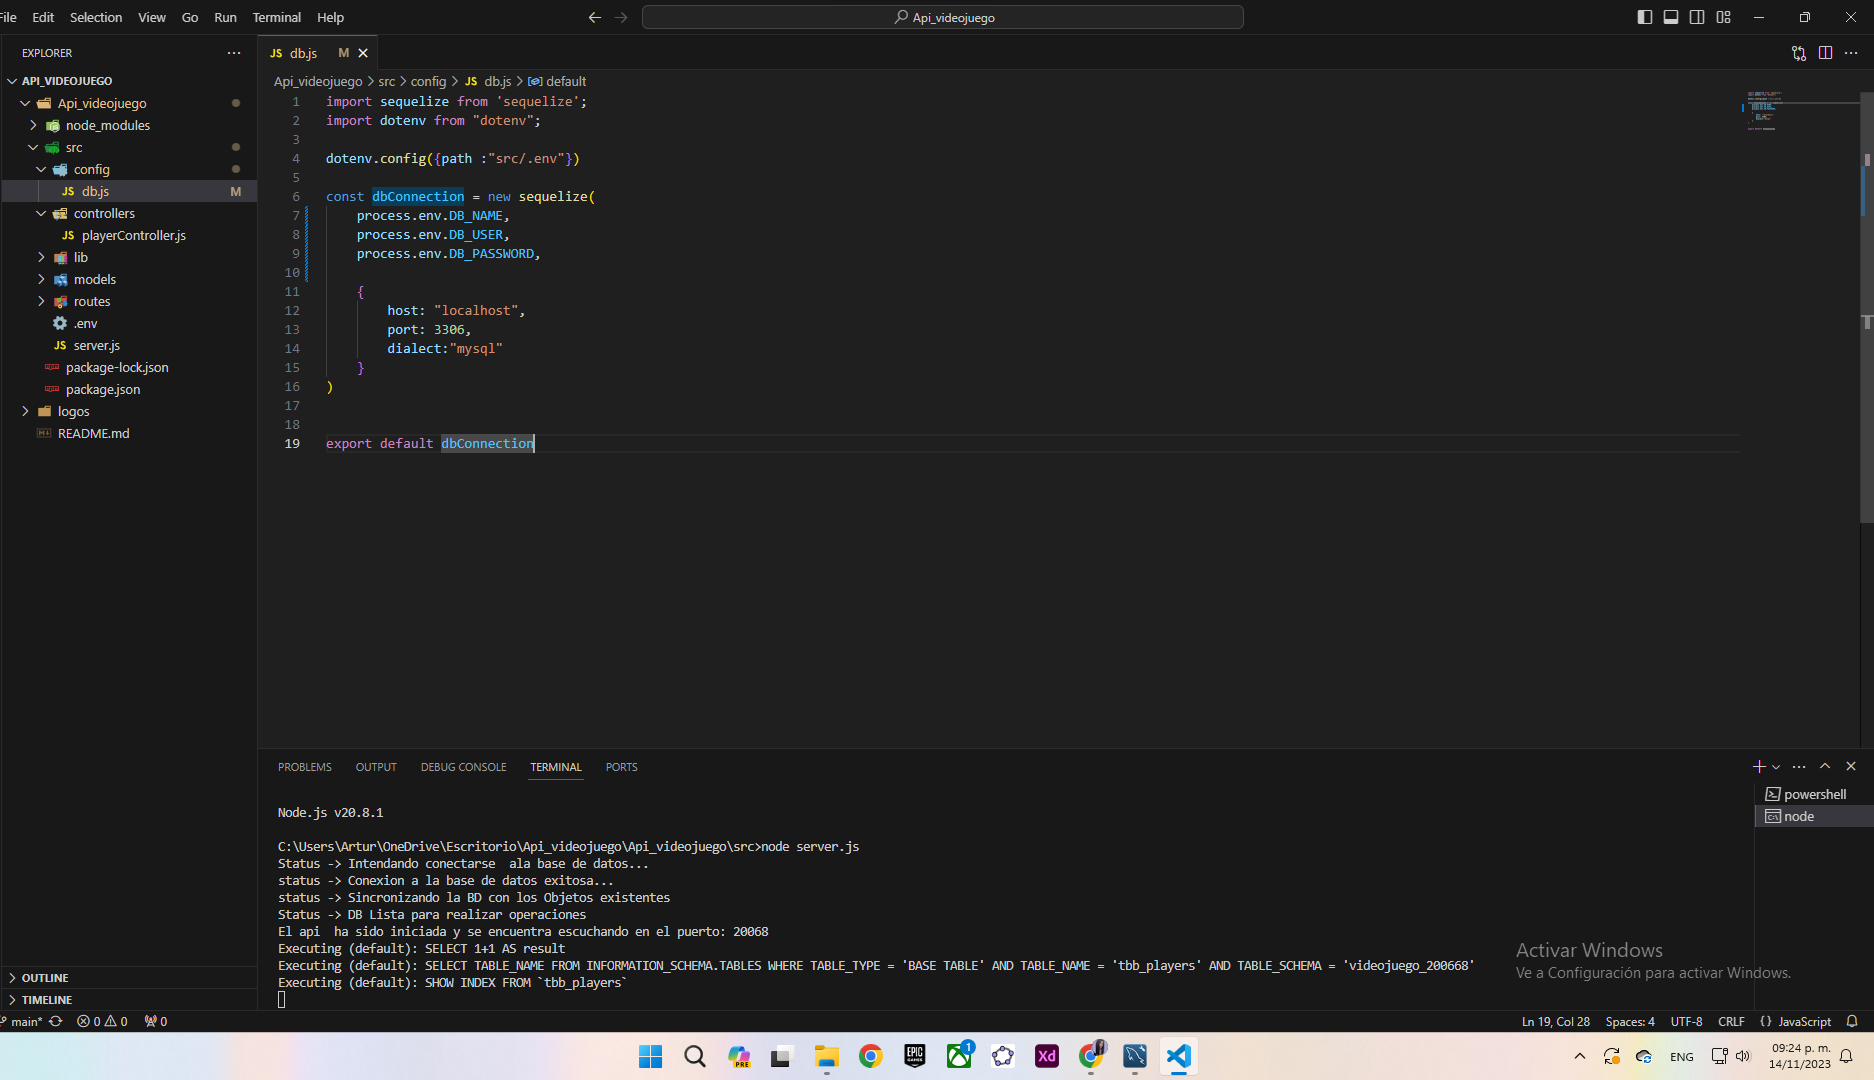 File Edit Selection View Go Run Terminal Help
Api_videojuego
EXPLORER
API_VIDEOJUEGO
Api_videojuego
node_modules
src
config
JS db.js M
controllers
JS playerController.js
lib
models
routes
.env
JS server.js
package-lock.json
package.json
logos
README.md
OUTLINE
TIMELINE
JS db.js M
Api_videojuego > src > config > JS db.js > default
1 import sequelize from 'sequelize';
2 import dotenv from "dotenv";
3
4 dotenv.config({path :"src/.env"})
5
6 const dbConnection = new sequelize(
7 process.env.DB_NAME,
8 process.env.DB_USER,
9 process.env.DB_PASSWORD,
10
11 {
12 host: "localhost",
13 port: 3306,
14 dialect:"mysql"
15 }
16 )
17
18
19 export default dbConnection
PROBLEMS OUTPUT DEBUG CONSOLE TERMINAL PORTS
powershell
node
Node.js v20.8.1
C:\Users\Artur\OneDrive\Escritorio\Api_videojuego\Api_videojuego\src>node server.js
Status -> Intendando conectarse  ala base de datos...
status -> Conexion a la base de datos exitosa...
status -> Sincronizando la BD con los Objetos existentes
Status -> DB Lista para realizar operaciones
El api  ha sido iniciada y se encuentra escuchando en el puerto: 20068
Executing (default): SELECT 1+1 AS result
Executing (default): SELECT TABLE_NAME FROM INFORMATION_SCHEMA.TABLES WHERE TABLE_TYPE = 'BASE TABLE' AND TABLE_NAME = 'tbb_players' AND TABLE_SCHEMA = 'videojuego_200668'
Executing (default): SHOW INDEX FROM `tbb_players`
Activar Windows
Ve a Configuración para activar Windows.
main* 0 0 0
Ln 19, Col 28 Spaces: 4 UTF-8 CRLF {} JavaScript
PRE
EPIC GAMES
1
Xd
ENG
09:24 p. m.
14/11/2023